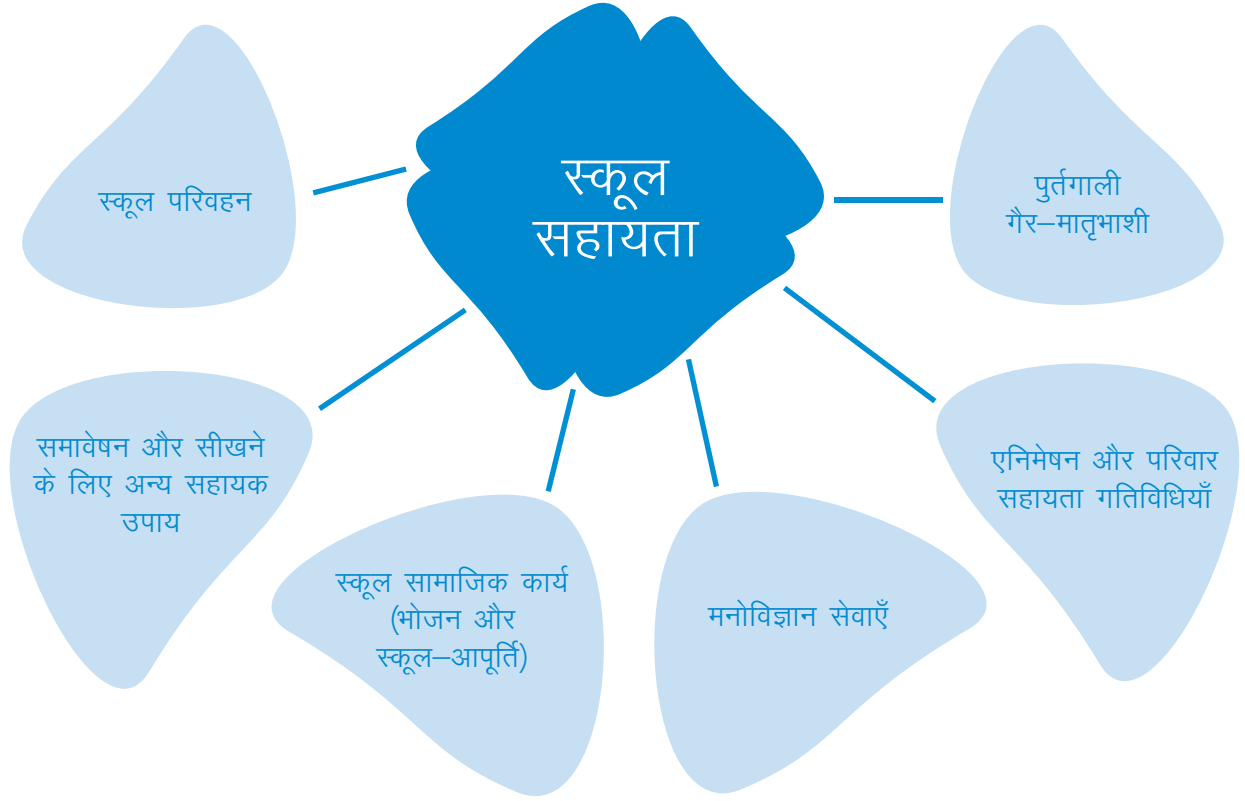 स्कूल
सहायता
स्कूल परिवहन
पुर्तगाली
गैर–मातृभाशी
समावेषन और सीखने
के लिए अन्य सहायक
उपाय
एनिमेषन और परिवार
सहायता गतिविधियाँ
स्कूल सामाजिक कार्य
(भोजन और
स्कूल–आपूर्ति)
मनोविज्ञान सेवाएँ